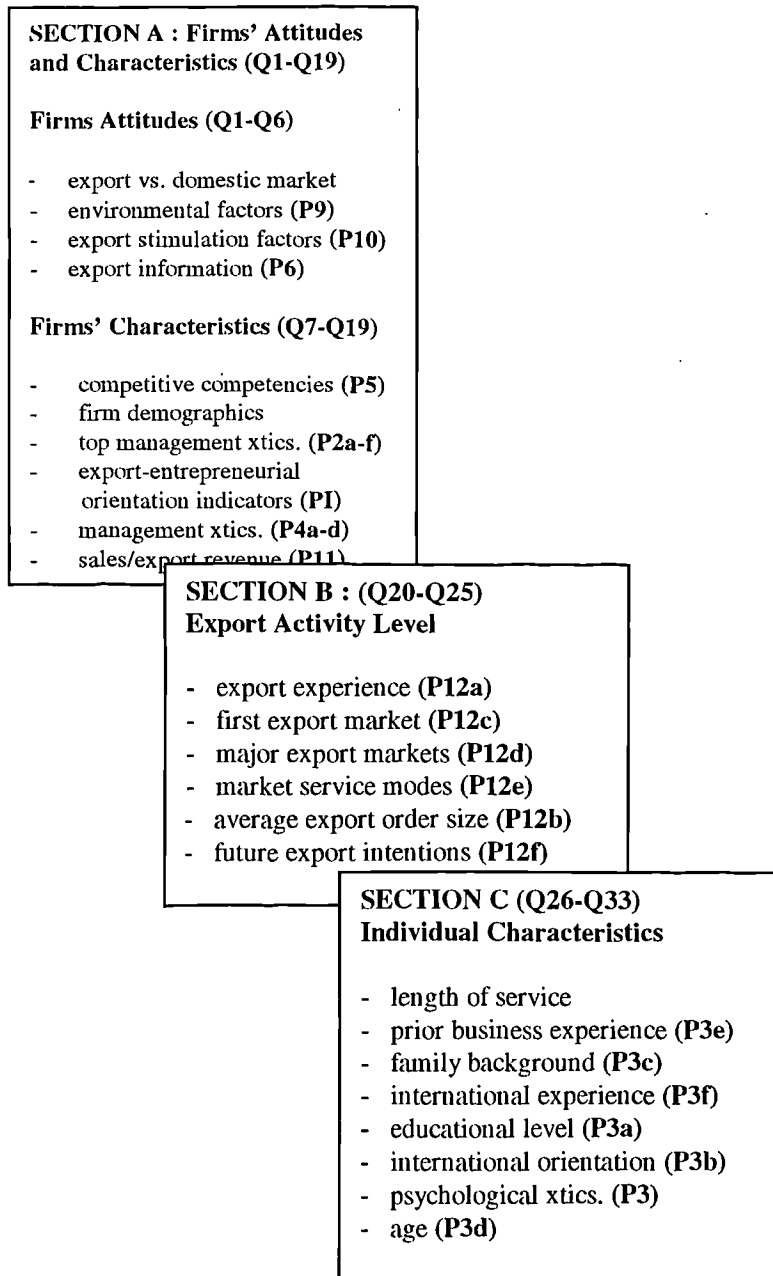 SECTION A : Firms' Attitudes
and Characteristics (Q1-Q19)
Firms Attitudes (Q1-Q6)
- export vs. domestic market
- environmental factors (P9)
- export stimulation factors (P10)
- export information (P6)
Firms' Characteristics (Q7-Q19)
- competitive competencies (P5)
- firm demographics
- top management xtics. (P2a-f)
- export-entrepreneurial
orientation indicators (PI)
- management xtics. (P4a-d)
- sales/export revenue (P11)
SECTION B : (Q20-Q25)
Export Activity Level
- export experience (P12a)
- first export market (P12c)
- major export markets (P12d)
- market service modes (P12e)
- average export order size (P12b)
- future export intentions (P12f)
SECTION C (Q26-Q33)
Individual Characteristics
- length of service
- prior business experience (P3e)
- family background (P3c)
- international experience (P3f)
- educational level (P3a)
- international orientation (P3b)
- psychological xtics. (P3)
- age (P3d)